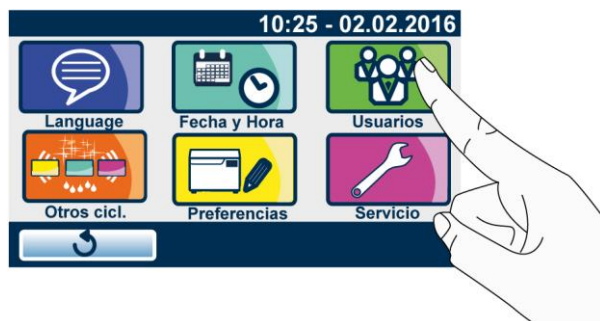 10:25 - 02.02.2016
Language Fecha y Hora Usuarios
Otros cicl. Preferencias Servicio